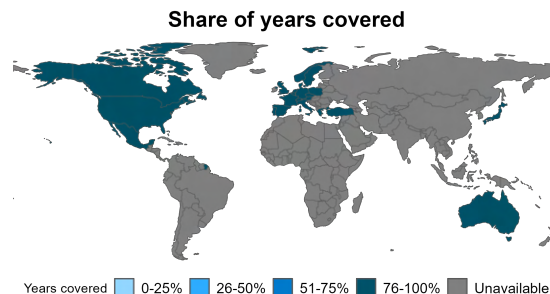 Share of years covered
Years covered 0-25% 26-50% 51-75% 76-100% Unavailable